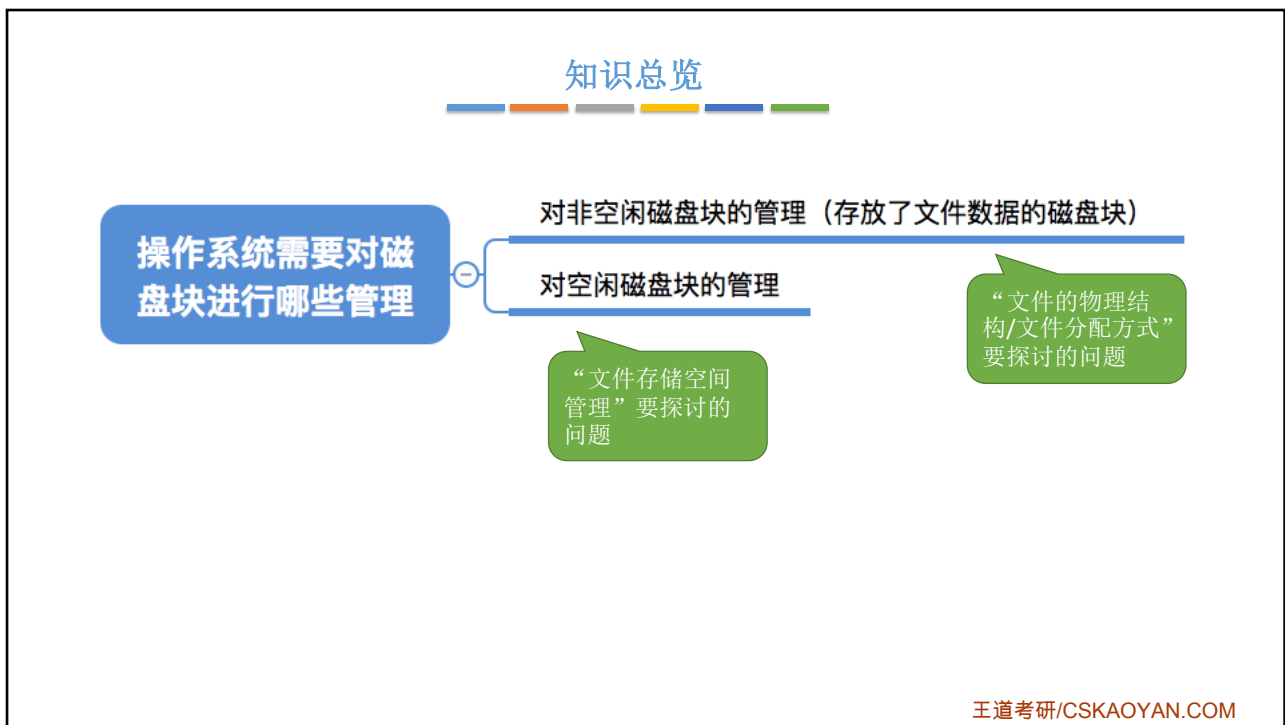 知识总览
操作系统需要对磁
盘块进行哪些管理
对非空闲磁盘块的管理（存放了文件数据的磁盘块）
对空闲磁盘块的管理
“文件的物理结
构/文件分配方式”
要探讨的问题
“文件存储空间
管理”要探讨的
问题
王道考研/CSKAOYAN.COM